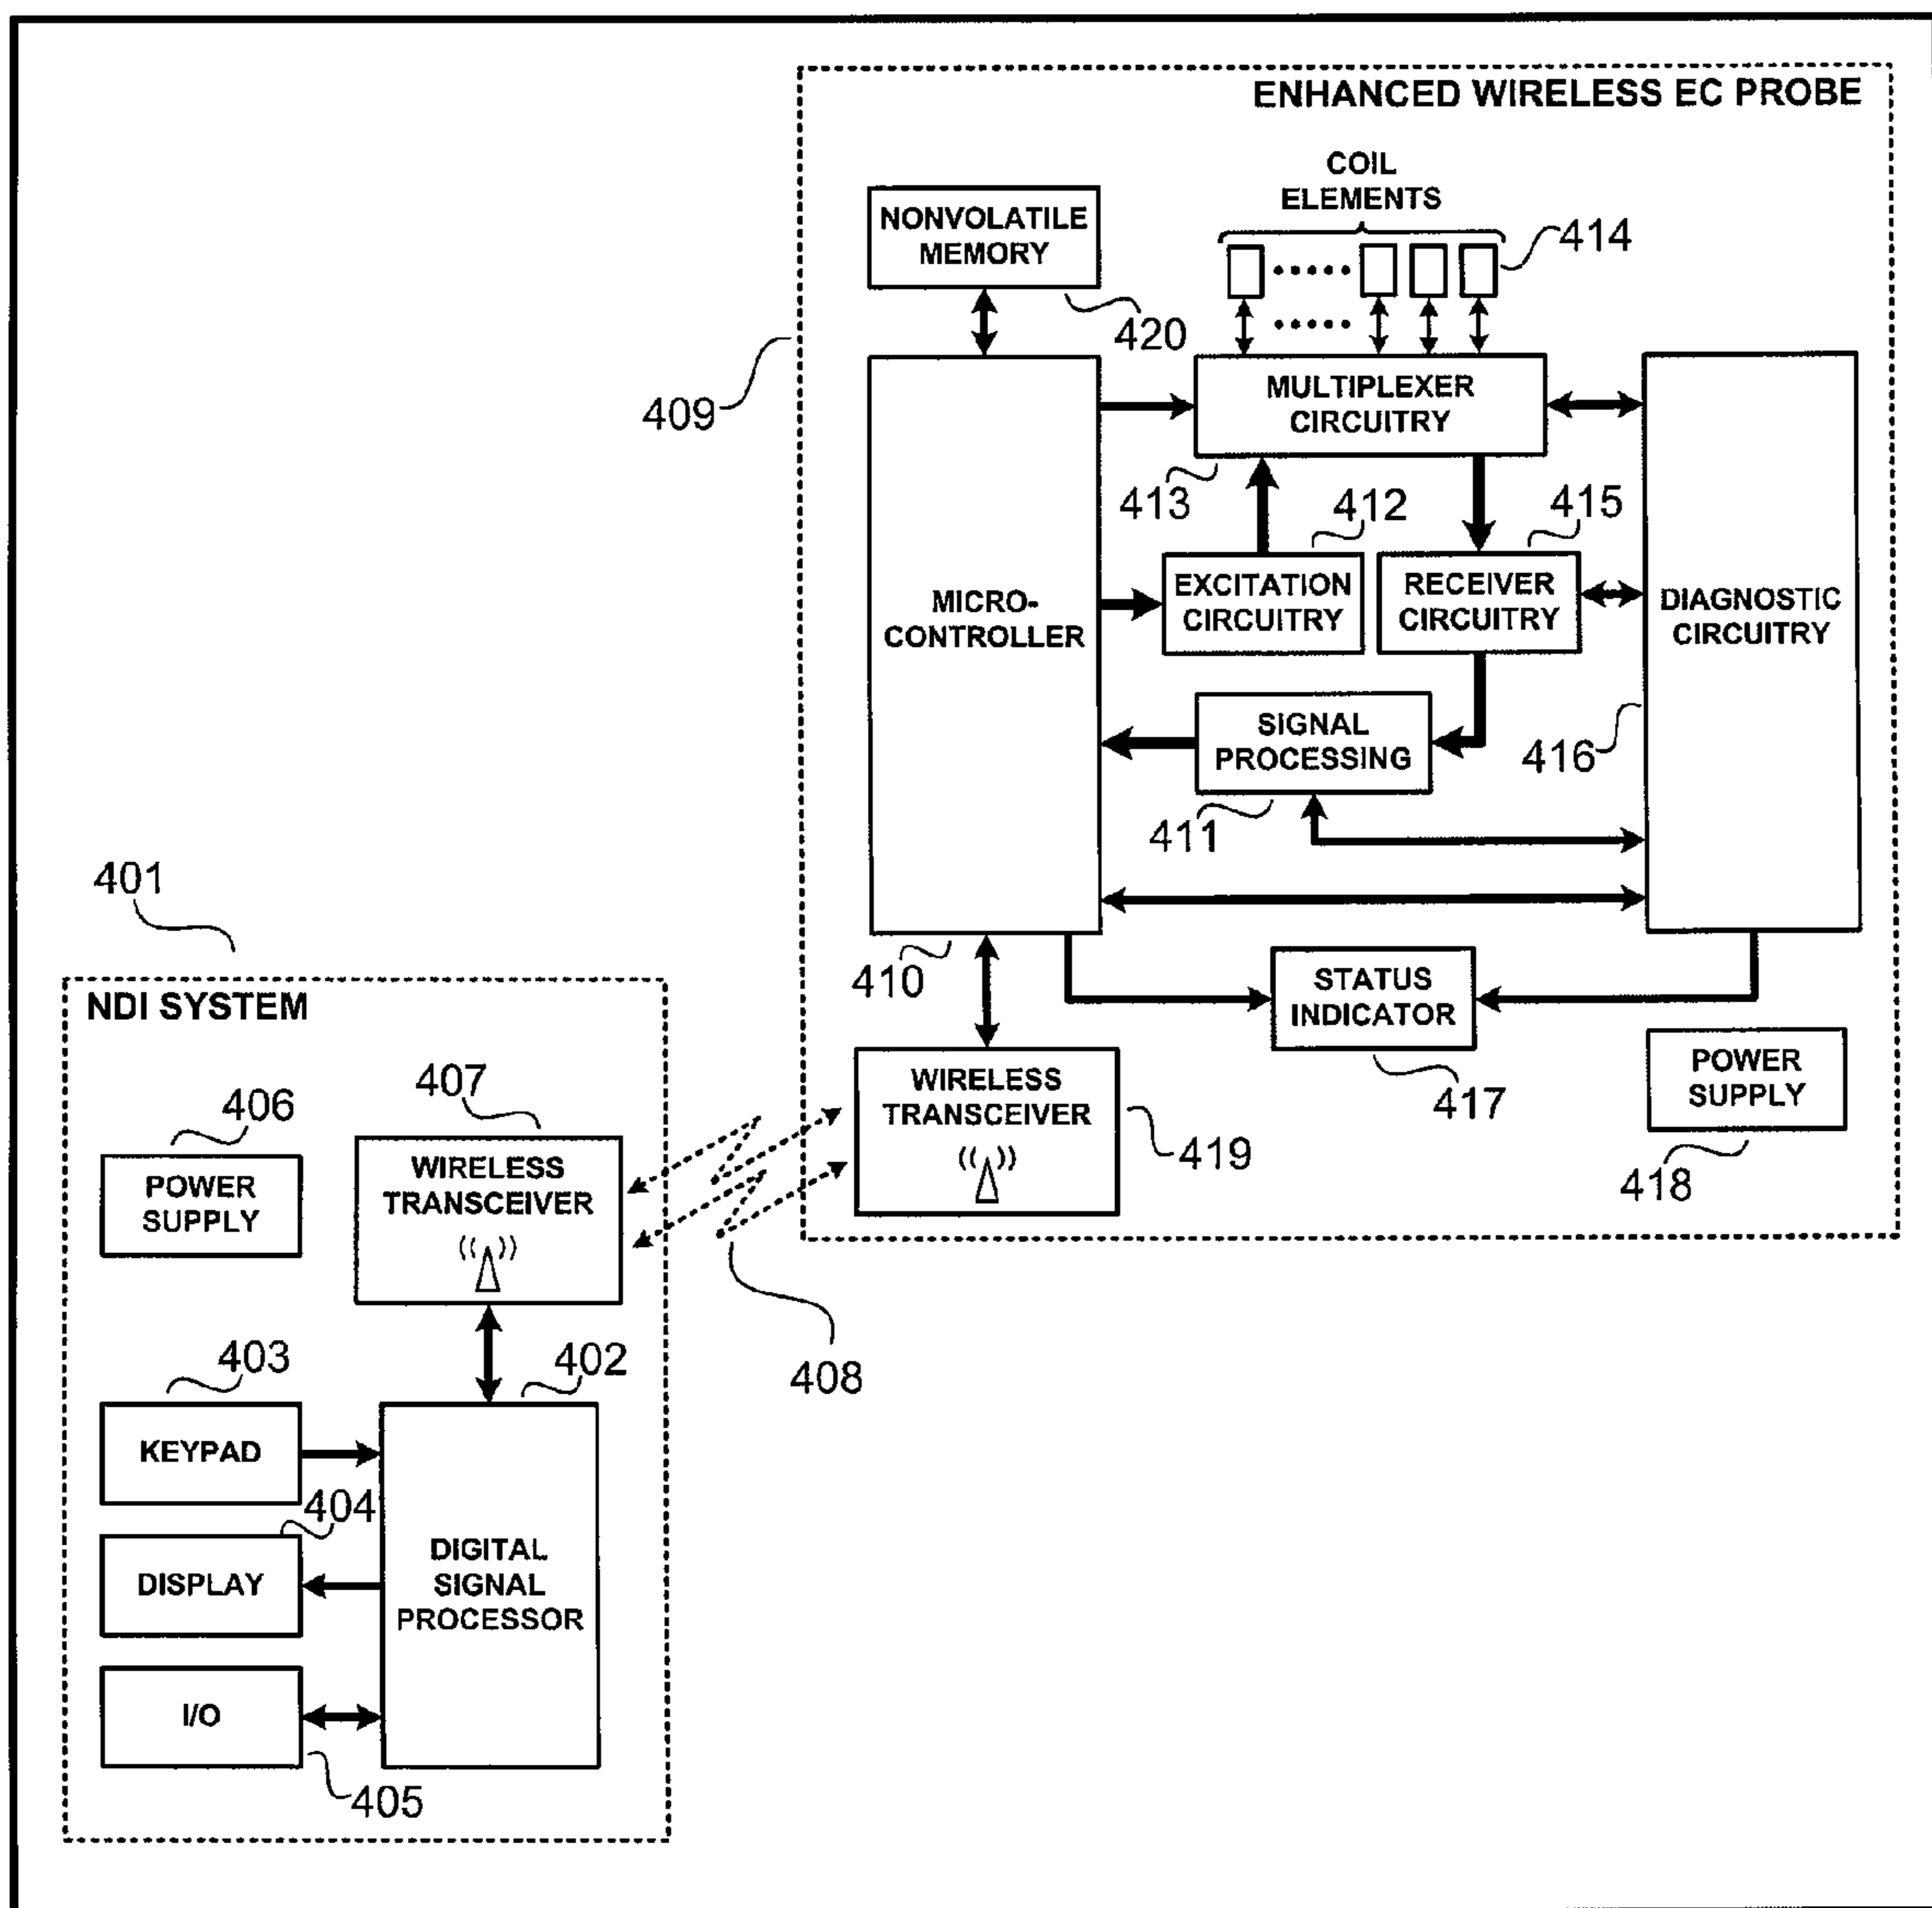 ENHANCED WIRELESS EC PROBE
COIL
ELEMENTS
NONVOLATILE
MEMORY
414
420
409
MULTIPLEXER
CIRCUITRY
413
412
415
MICRO-
CONTROLLER
EXCITATION
CIRCUITRY
RECEIVER
CIRCUITRY
DIAGNOSTIC
CIRCUITRY
SIGNAL
PROCESSING
416
411
401
410
STATUS
INDICATOR
417
NDI SYSTEM
WIRELESS
TRANSCEIVER
419
POWER
SUPPLY
418
406
407
POWER
SUPPLY
WIRELESS
TRANSCEIVER
408
403
402
KEYPAD
404
DISPLAY
DIGITAL
SIGNAL
PROCESSOR
I/O
405